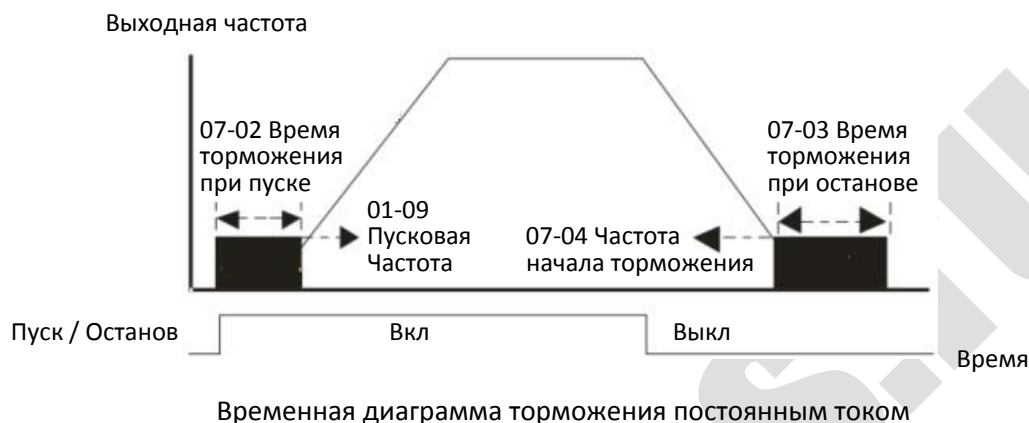 Выходная частота
07-02 Время
торможения
при пуске
01-09
Пусковая
Частота
07-04 Частота
начала торможения
07-03 Время
торможения
при останове
Пуск / Останов
Вкл
Выкл
Время
Временная диаграмма торможения постоянным током